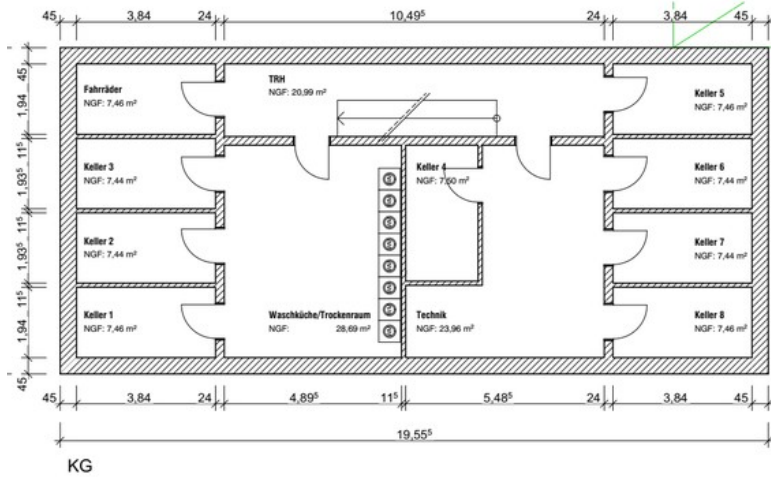 45 3,84 24 10,49⁵ 24 3,84 45
45
1,94
11⁵
1,93⁵
11⁵
1,93⁵
11⁵
1,94
45
Fahrräder
NGF: 7,46 m²
TRH
NGF: 20,99 m²
Keller 5
NGF: 7,46 m²
Keller 3
NGF: 7,44 m²
Keller 4
NGF: 7,50 m²
Keller 6
NGF: 7,44 m²
Keller 2
NGF: 7,44 m²
Keller 7
NGF: 7,44 m²
Keller 1
NGF: 7,46 m²
Waschküche/Trockenraum
NGF: 28,69 m²
Technik
NGF: 23,96 m²
Keller 8
NGF: 7,46 m²
45 3,84 24 4,89⁵ 11⁵ 5,48⁵ 24 3,84 45
19,55⁵
KG